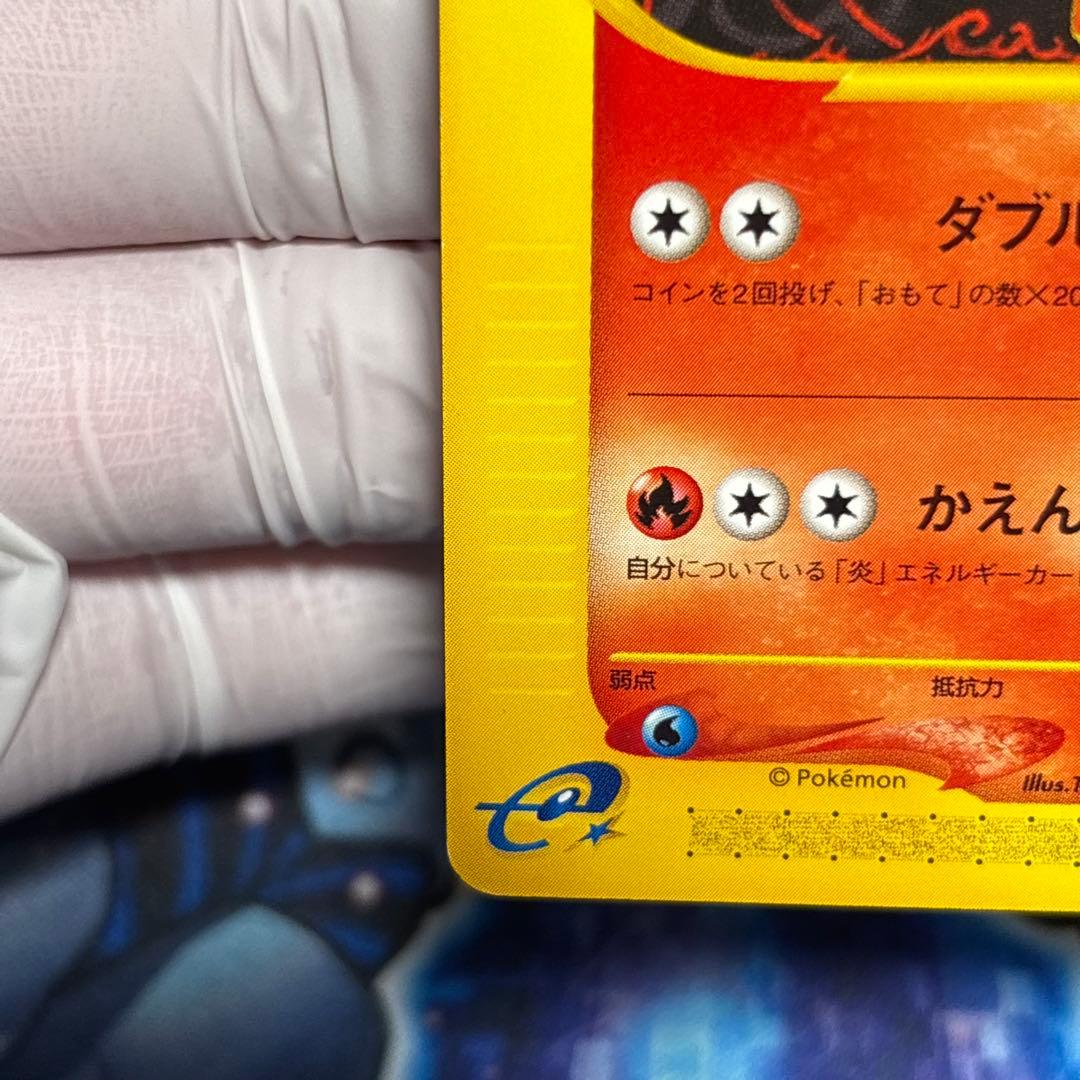 ダブル
コインを2回投げ、「おもて」の数×20
かえん
自分についている「炎」エネルギーカー
弱点
抵抗力
© Pokémon
illus.T
e